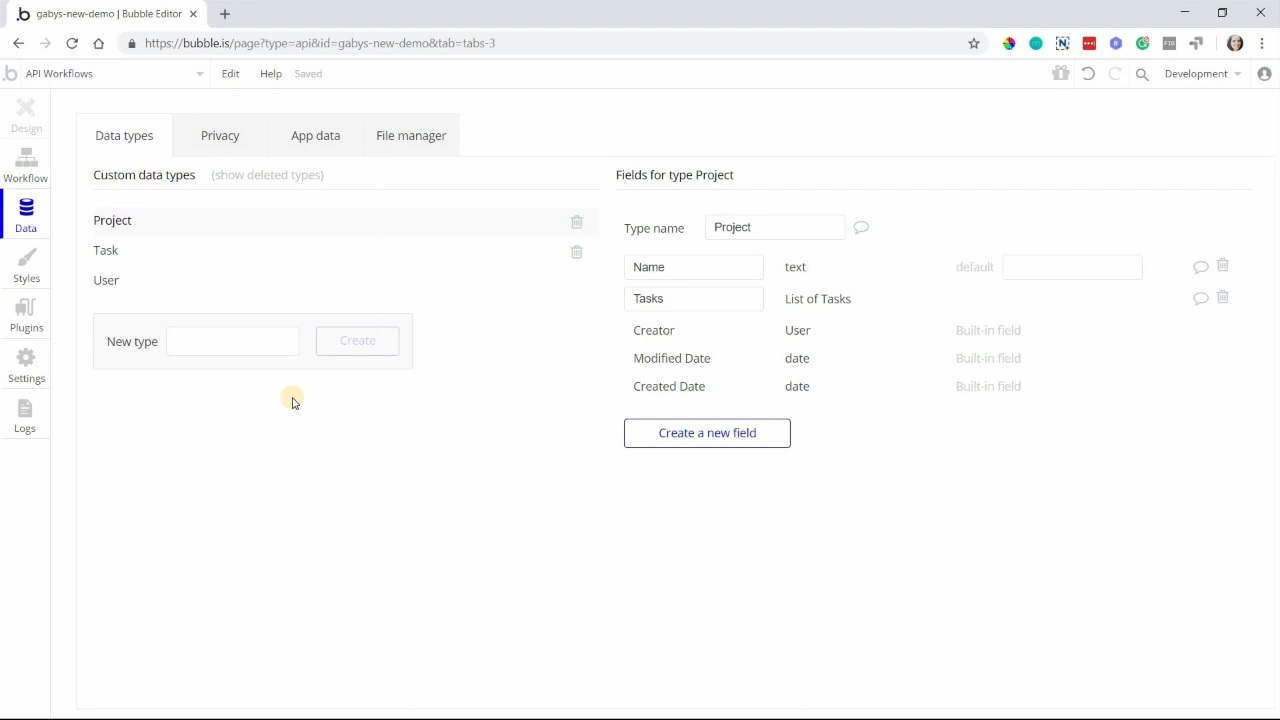 gabys-new-demo | Bubble Editor
https://bubble.is/page?type=api&id=gabys-new-demo&tab=tabs-3
API Workflows
Edit
Help
Saved
Development
Design
Workflow
Data
Styles
Plugins
Settings
Logs
Data types
Privacy
App data
File manager
Custom data types
(show deleted types)
Project
Task
User
New type
Create
Fields for type Project
Type name Project
Name text default
Tasks List of Tasks
Creator User Built-in field
Modified Date date Built-in field
Created Date date Built-in field
Create a new field